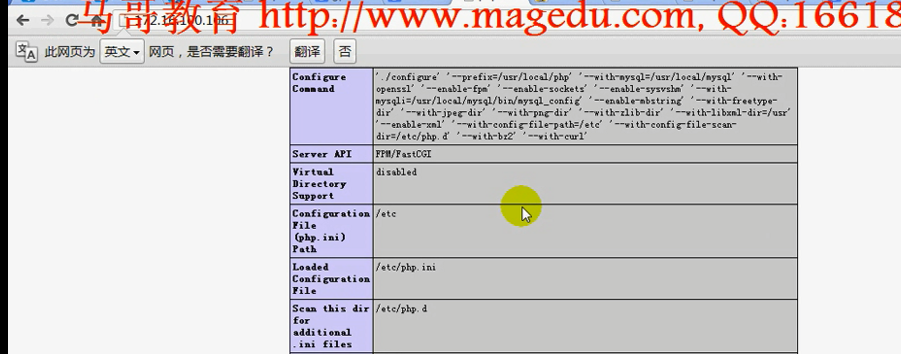 马哥教育 http://www.magedu.com, QQ:16618
172.16.100.106
此网页为 英文 网页，是否需要翻译？ 翻译 否
Configure Command
'./configure' '--prefix=/usr/local/php' '--with-mysql=/usr/local/mysql' '--with-
openssl' '--enable-fpm' '--enable-sockets' '--enable-sysvshm' '--with-
mysqli=/usr/local/mysql/bin/mysql_config' '--enable-mbstring' '--with-freetype-
dir' '--with-jpeg-dir' '--with-png-dir' '--with-zlib-dir' '--with-libxml-dir=/usr'
'--enable-xml' '--with-config-file-path=/etc' '--with-config-file-scan-
dir=/etc/php.d' '--with-bz2' '--with-curl'
Server API
FPM/FastCGI
Virtual
Directory
Support
disabled
Configuration
File
(php.ini)
Path
/etc
Loaded
Configuration
File
/etc/php.ini
Scan this dir
for
additional
.ini files
/etc/php.d